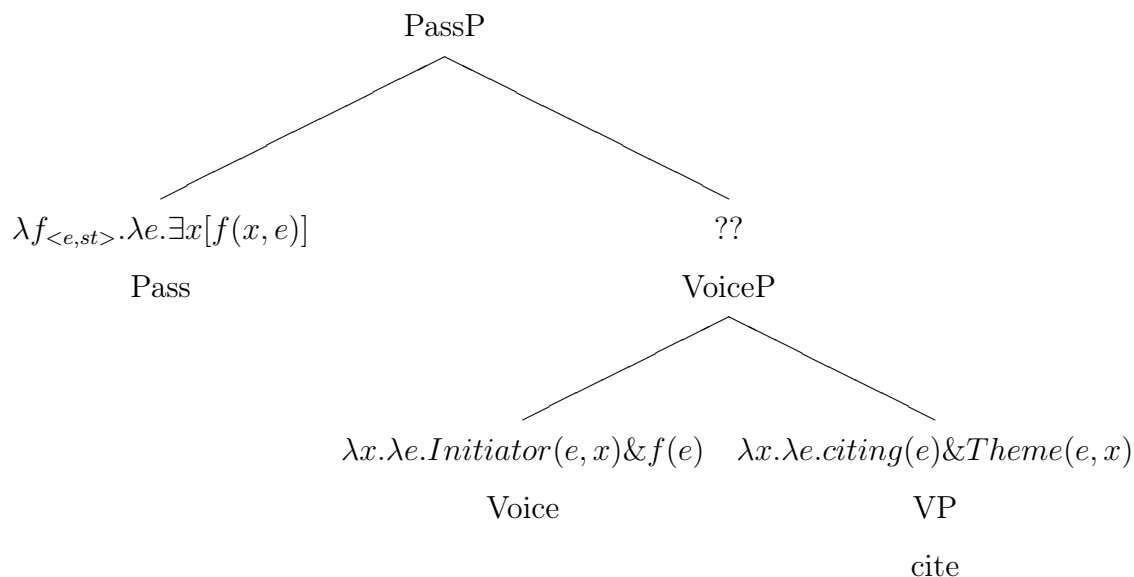 PassP
λf<e,st>.λe.∃x[f(x, e)]
??
Pass
VoiceP
λx.λe.Initiator(e, x)&f(e)
λx.λe.citing(e)&Theme(e, x)
Voice
VP
cite